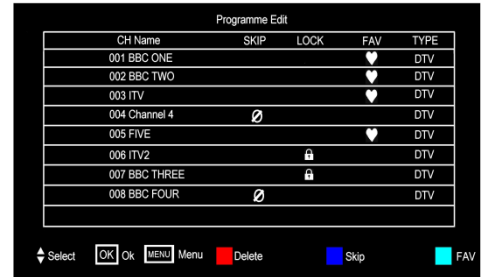 Programme Edit
CH Name SKIP LOCK FAV TYPE
001 BBC ONE DTV
002 BBC TWO DTV
003 ITV DTV
004 Channel 4 DTV
005 FIVE DTV
006 ITV2 DTV
007 BBC THREE DTV
008 BBC FOUR DTV
Select OK Ok MENU Menu Delete Skip FAV